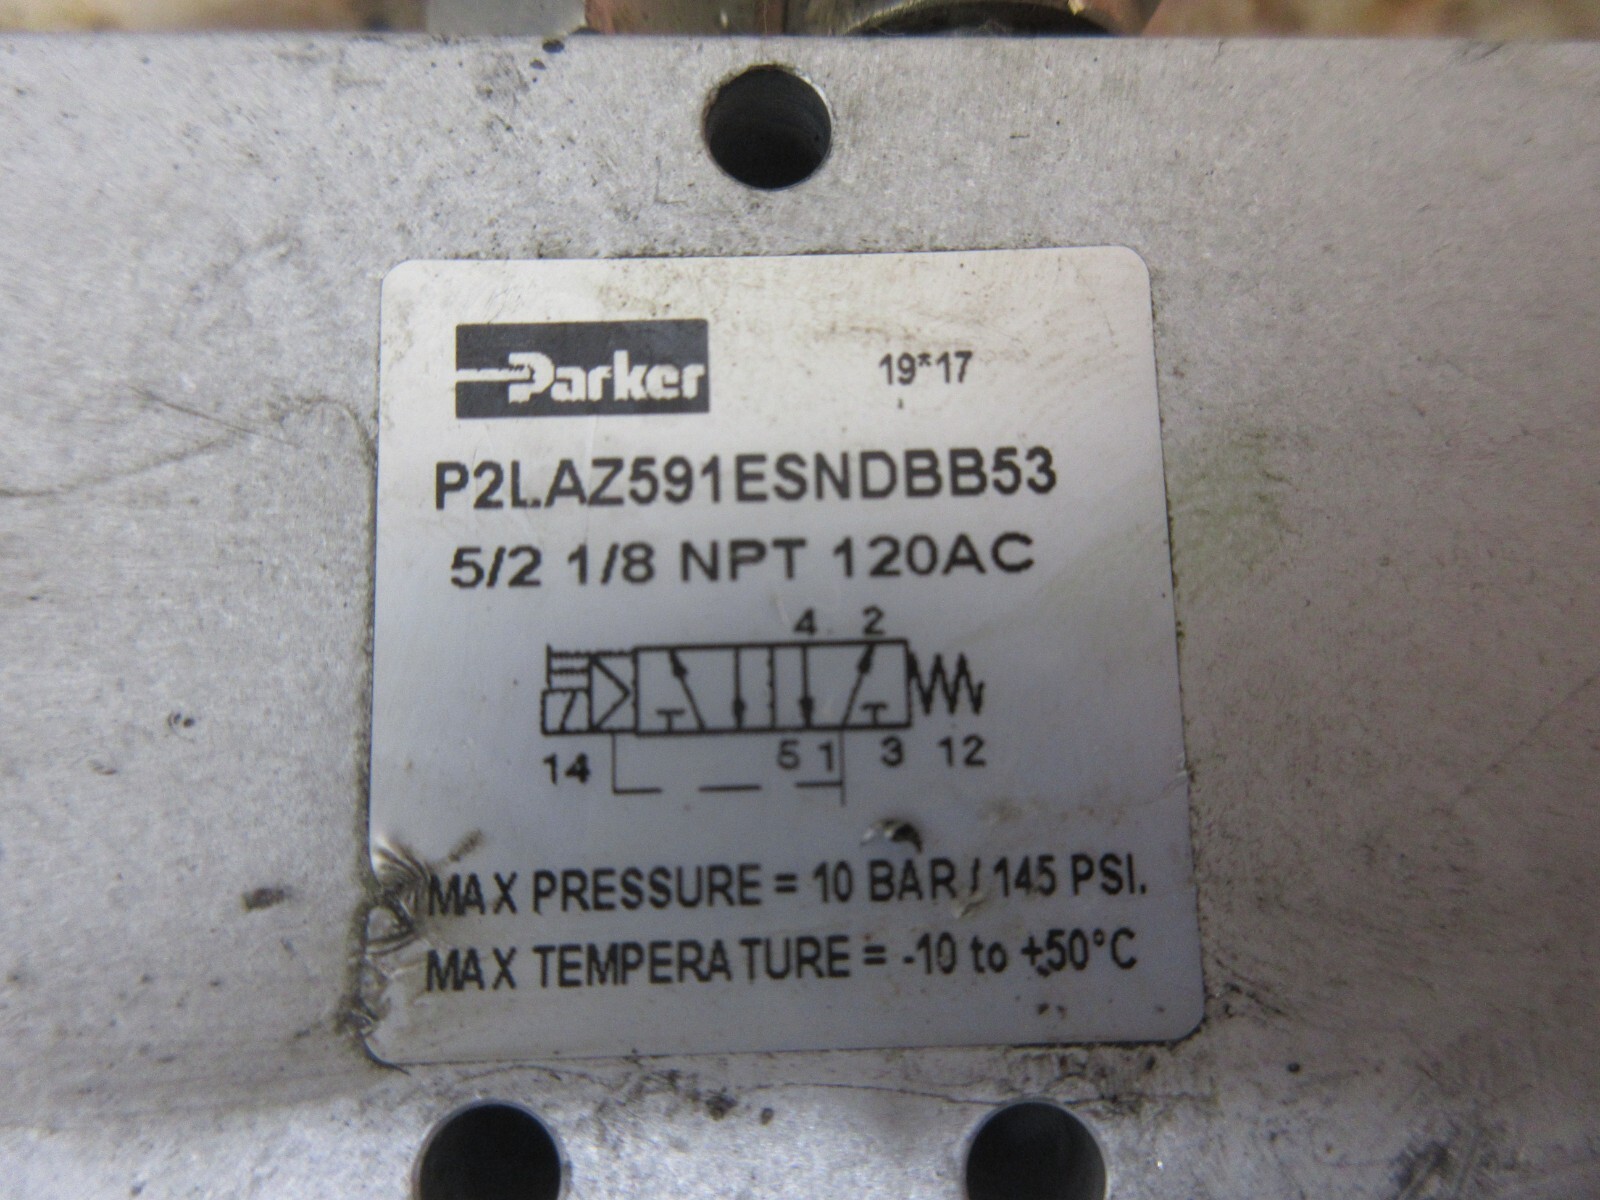 Parker 19*17
P2LAZ591ESNDBB53
5/2 1/8 NPT 120AC
4 2
14 5 1 3 12
MAX PRESSURE = 10 BAR / 145 PSI.
MAX TEMPERATURE = -10 to +50°C